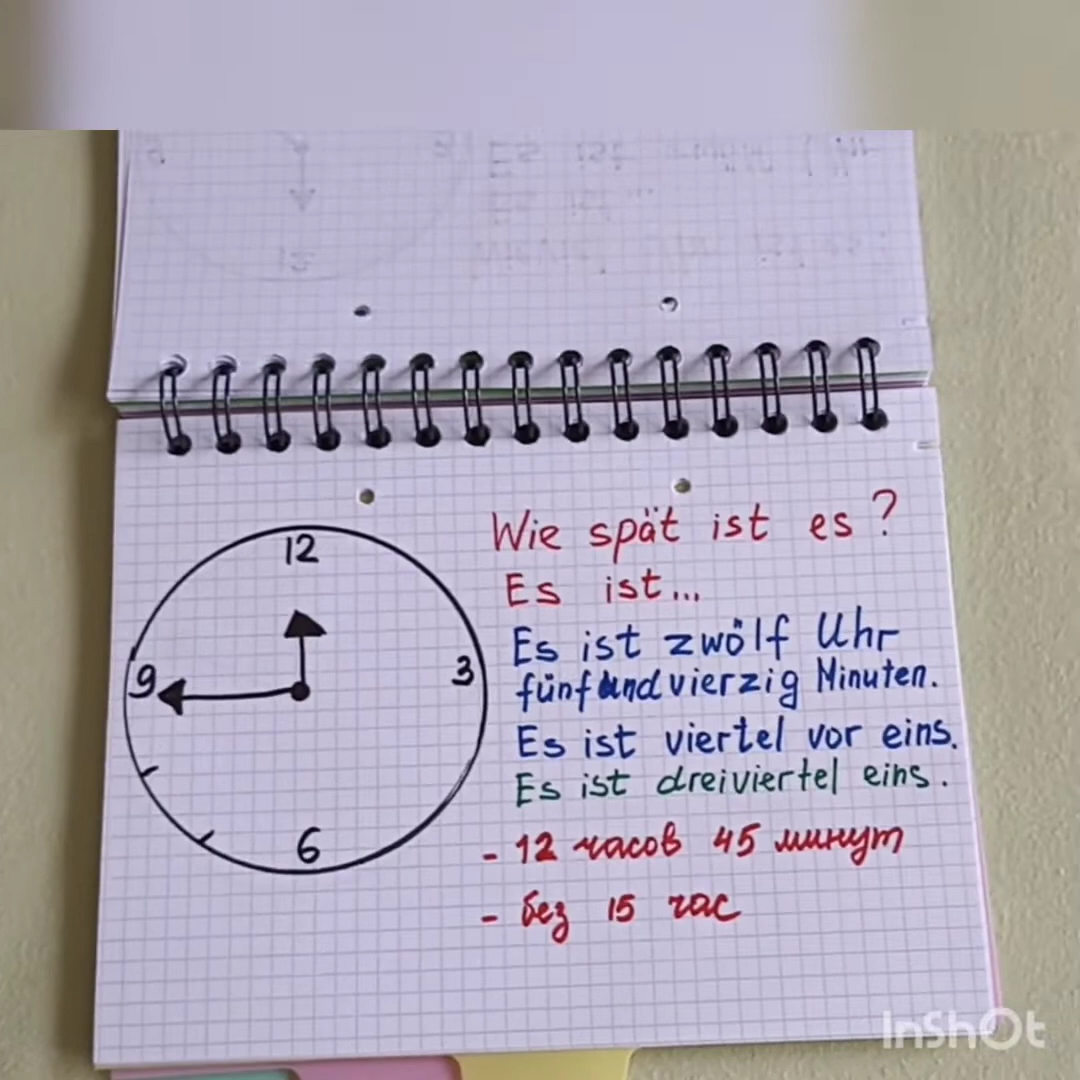 12
9
3
6
Wie spät ist es?
Es ist...
Es ist zwölf Uhr
fünfundvierzig Minuten.
Es ist viertel vor eins.
Es ist dreiviertel eins.
- 12 часов 45 минут
- без 15 час
InShOt